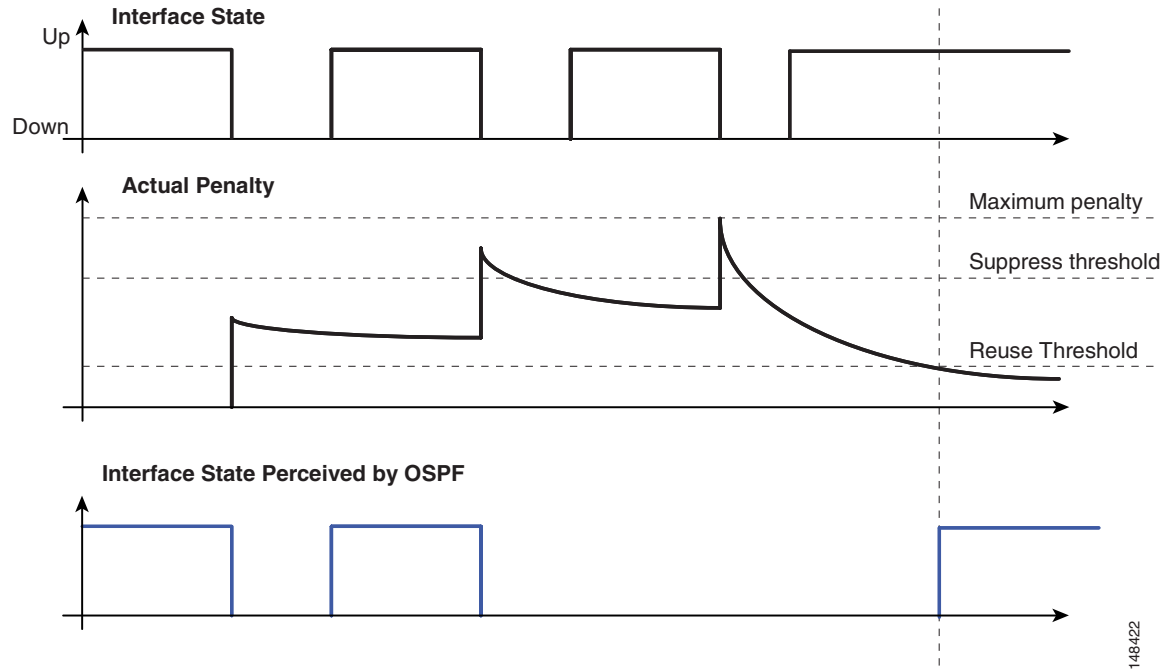 Interface State
Up
Down
Actual Penalty
Maximum penalty
Suppress threshold
Reuse Threshold
Interface State Perceived by OSPF
148422